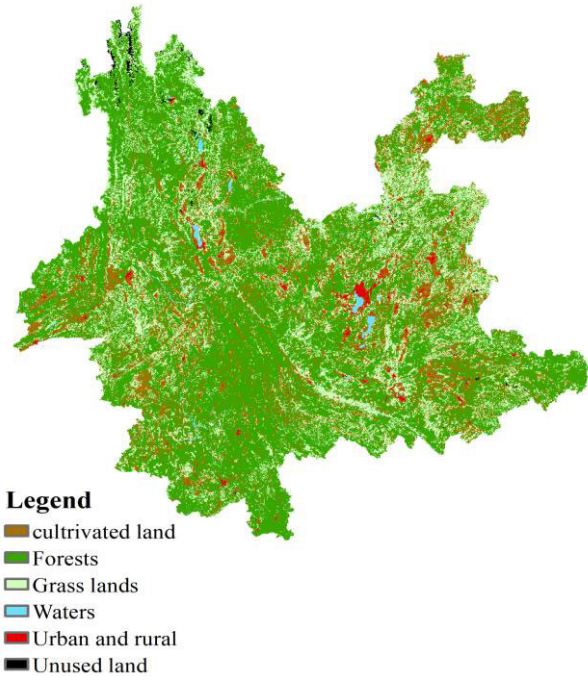 Legend
cultrivated land
Forests
Grass lands
Waters
Urban and rural
Unused land